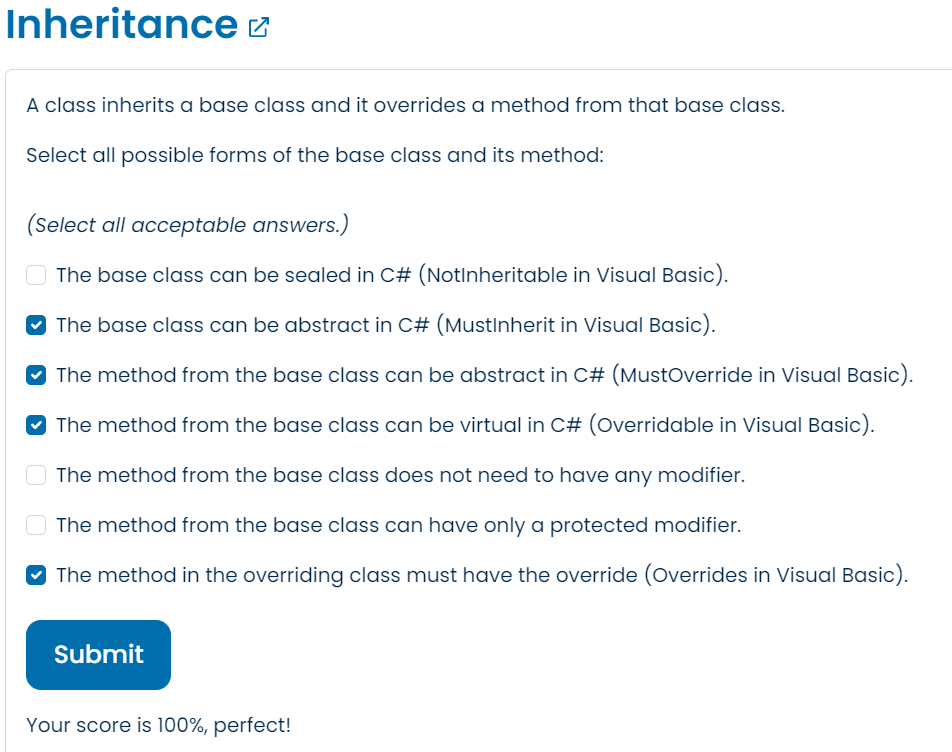 Inheritance
A class inherits a base class and it overrides a method from that base class.
Select all possible forms of the base class and its method:
(Select all acceptable answers.)
The base class can be sealed in C# (NotInheritable in Visual Basic).
The base class can be abstract in C# (MustInherit in Visual Basic).
The method from the base class can be abstract in C# (MustOverride in Visual Basic).
The method from the base class can be virtual in C# (Overridable in Visual Basic).
The method from the base class does not need to have any modifier.
The method from the base class can have only a protected modifier.
The method in the overriding class must have the override (Overrides in Visual Basic).
Submit
Your score is 100%, perfect!